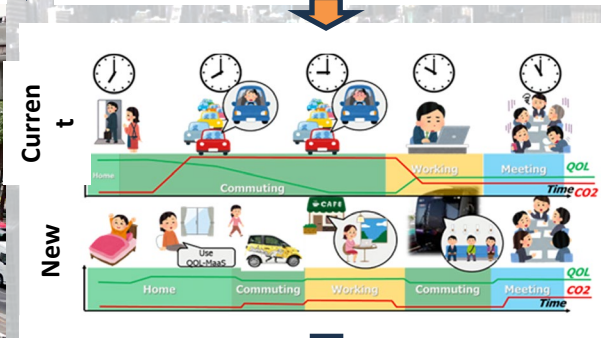 Curren
t
Home
Commuting
Working
Meeting
QOL
Time CO2
New
Use
QOL-MaaS
CAFE
Home
Commuting
Working
Commuting
Meeting
QOL
CO2
Time